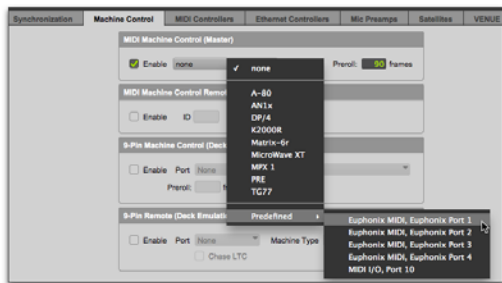 Synchronization Machine Control MIDI Controllers Ethernet Controllers Mic Preamps Satellites VENUE
MIDI Machine Control (Master)
Enable none Preroll: 90 frames
✓ none
MIDI Machine Control Remote
A-80
AN1x
Enable ID
DP/4
K2000R
Matrix-6r
9-Pin Machine Control (Deck
MicroWave XT
Enable Port None
MPX 1
PRE
Preroll:
TG77
9-Pin Remote (Deck Emulati
Predefined
Enable Port None Machine Type
Chase LTC
Euphonix MIDI, Euphonix Port 1
Euphonix MIDI, Euphonix Port 2
Euphonix MIDI, Euphonix Port 3
Euphonix MIDI, Euphonix Port 4
MIDI I/O, Port 10